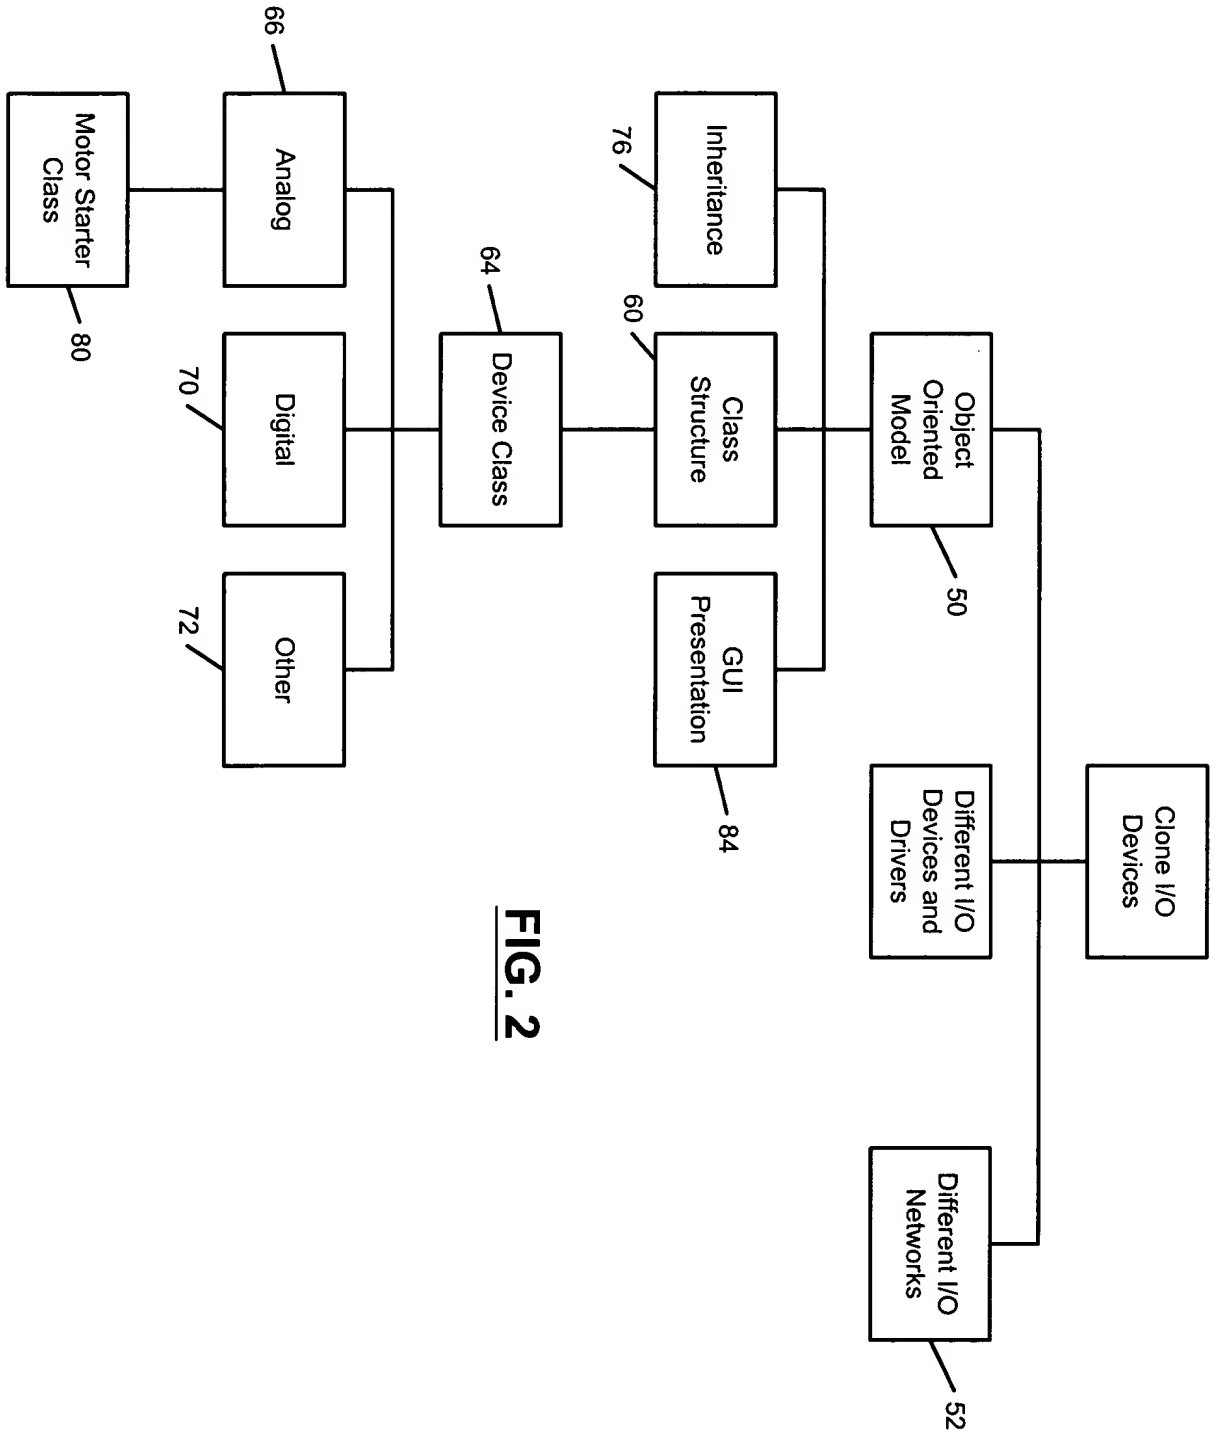 Clone I/O
Devices
Object
Oriented
Model
50
Different I/O
Devices and
Drivers
Different I/O
Networks
52
Inheritance
76
Class
Structure
60
GUI
Presentation
84
Device Class
64
Analog
66
Digital
70
Other
72
Motor Starter
Class
80
FIG. 2